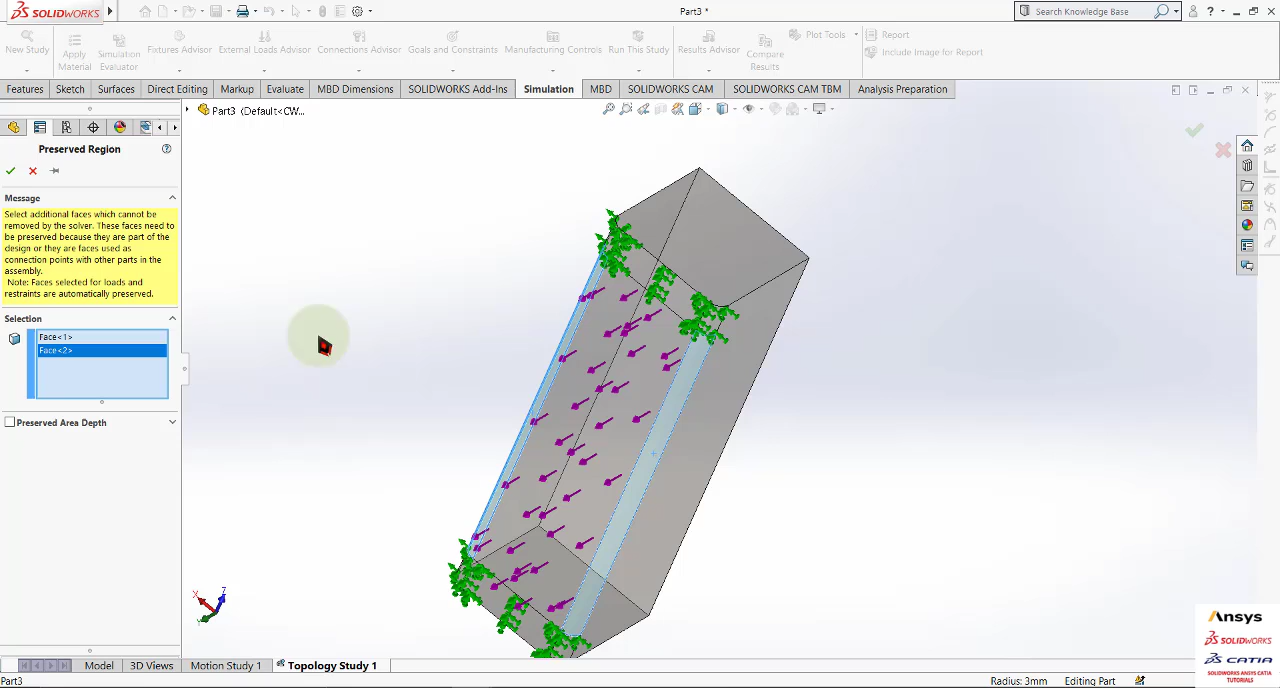 SOLIDWORKS
Part3 *
Search Knowledge Base
New Study
Apply Material
Simulation Evaluator
Fixtures Advisor
External Loads Advisor
Connections Advisor
Goals and Constraints
Manufacturing Controls
Run This Study
Results Advisor
Compare Results
Plot Tools
Report
Include Image for Report
Features
Sketch
Surfaces
Direct Editing
Markup
Evaluate
MBD Dimensions
SOLIDWORKS Add-Ins
Simulation
MBD
SOLIDWORKS CAM
SOLIDWORKS CAM TBM
Analysis Preparation
Part3 (Default<CW...
Preserved Region
Message
Select additional faces which cannot be
removed by the solver. These faces need to
be preserved because they are part of the
design or they are faces used as
connection points with other parts in the
assembly.
Note: Faces selected for loads and
restraints are automatically preserved.
Selection
Face<1>
Face<2>
Preserved Area Depth
X
Y
Z
Model
3D Views
Motion Study 1
Topology Study 1
Part3
Radius: 3mm
Editing Part
Ansys
SOLIDWORKS
CATIA
SOLIDWORKS ANSYS CATIA
TUTORIALS